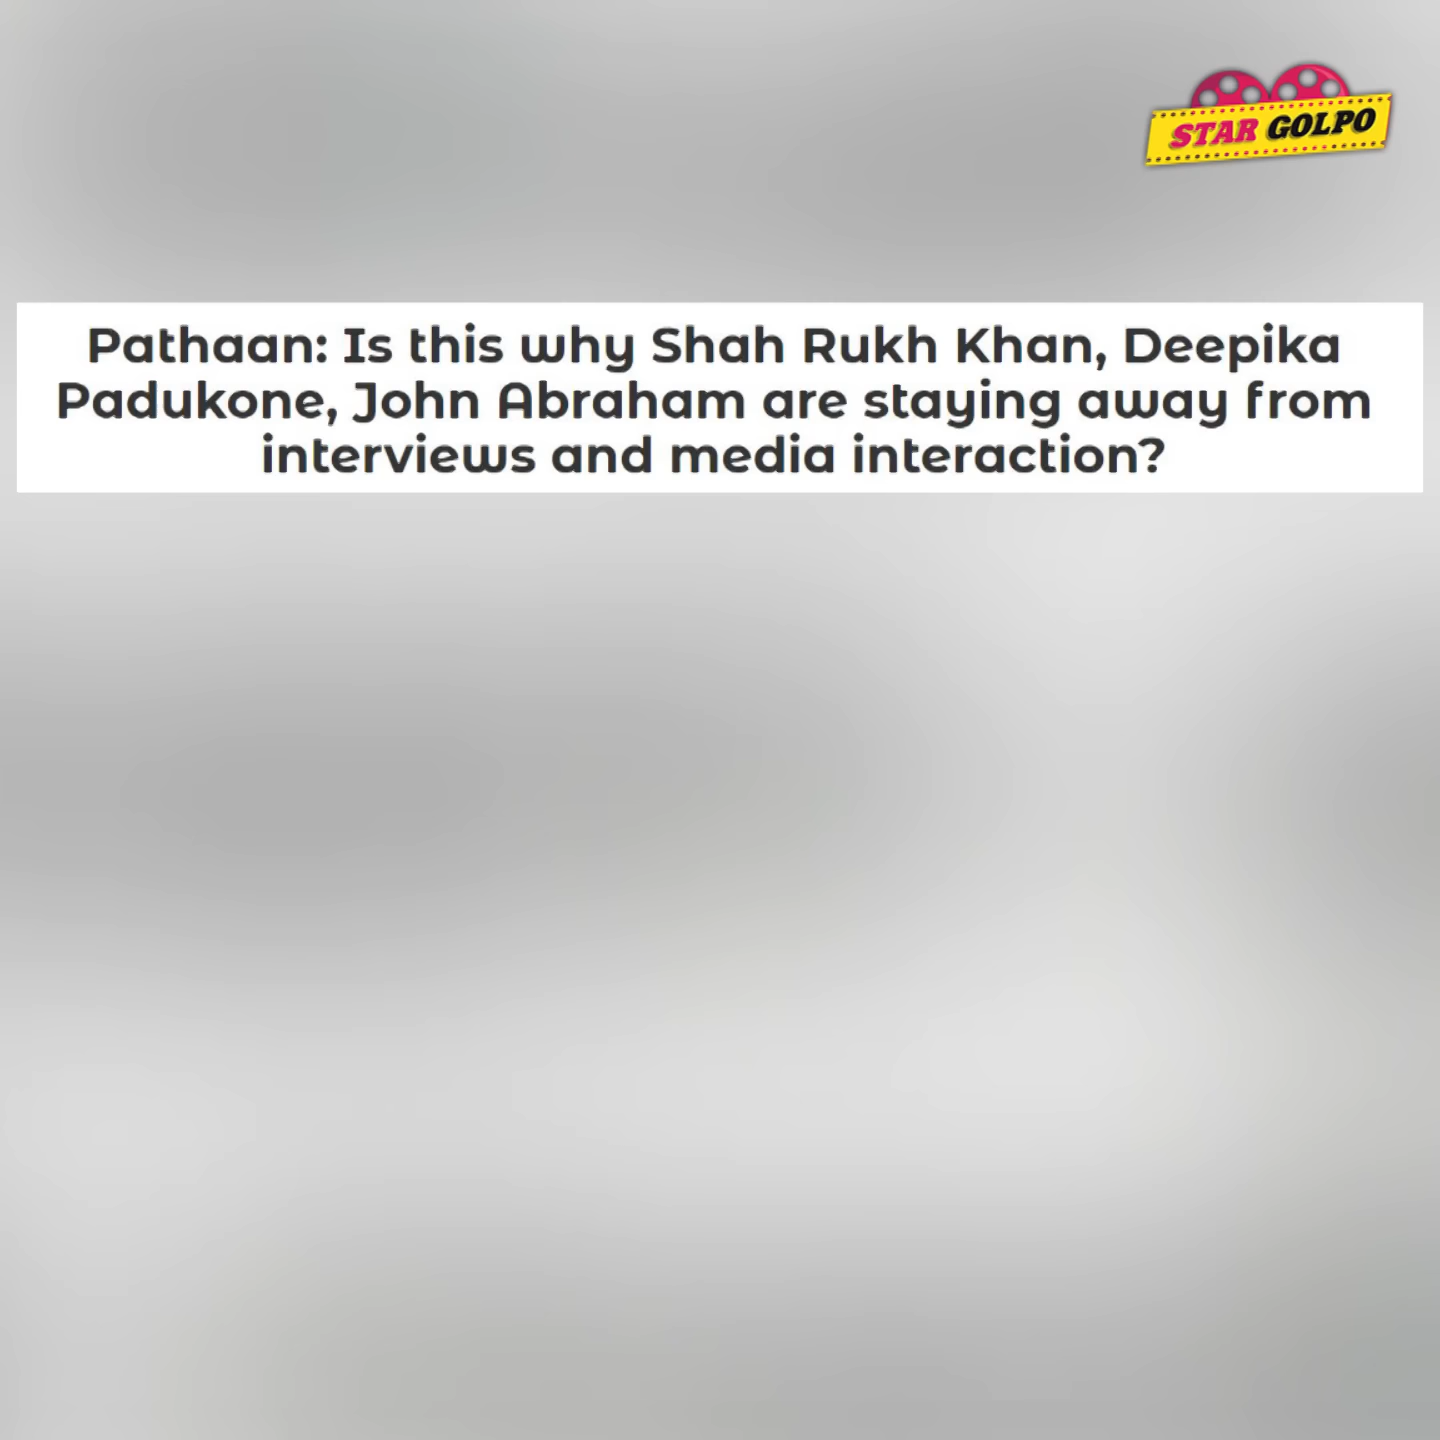 STAR GOLPO
Pathaan: Is this why Shah Rukh Khan, Deepika
Padukone, John Abraham are staying away from
interviews and media interaction?